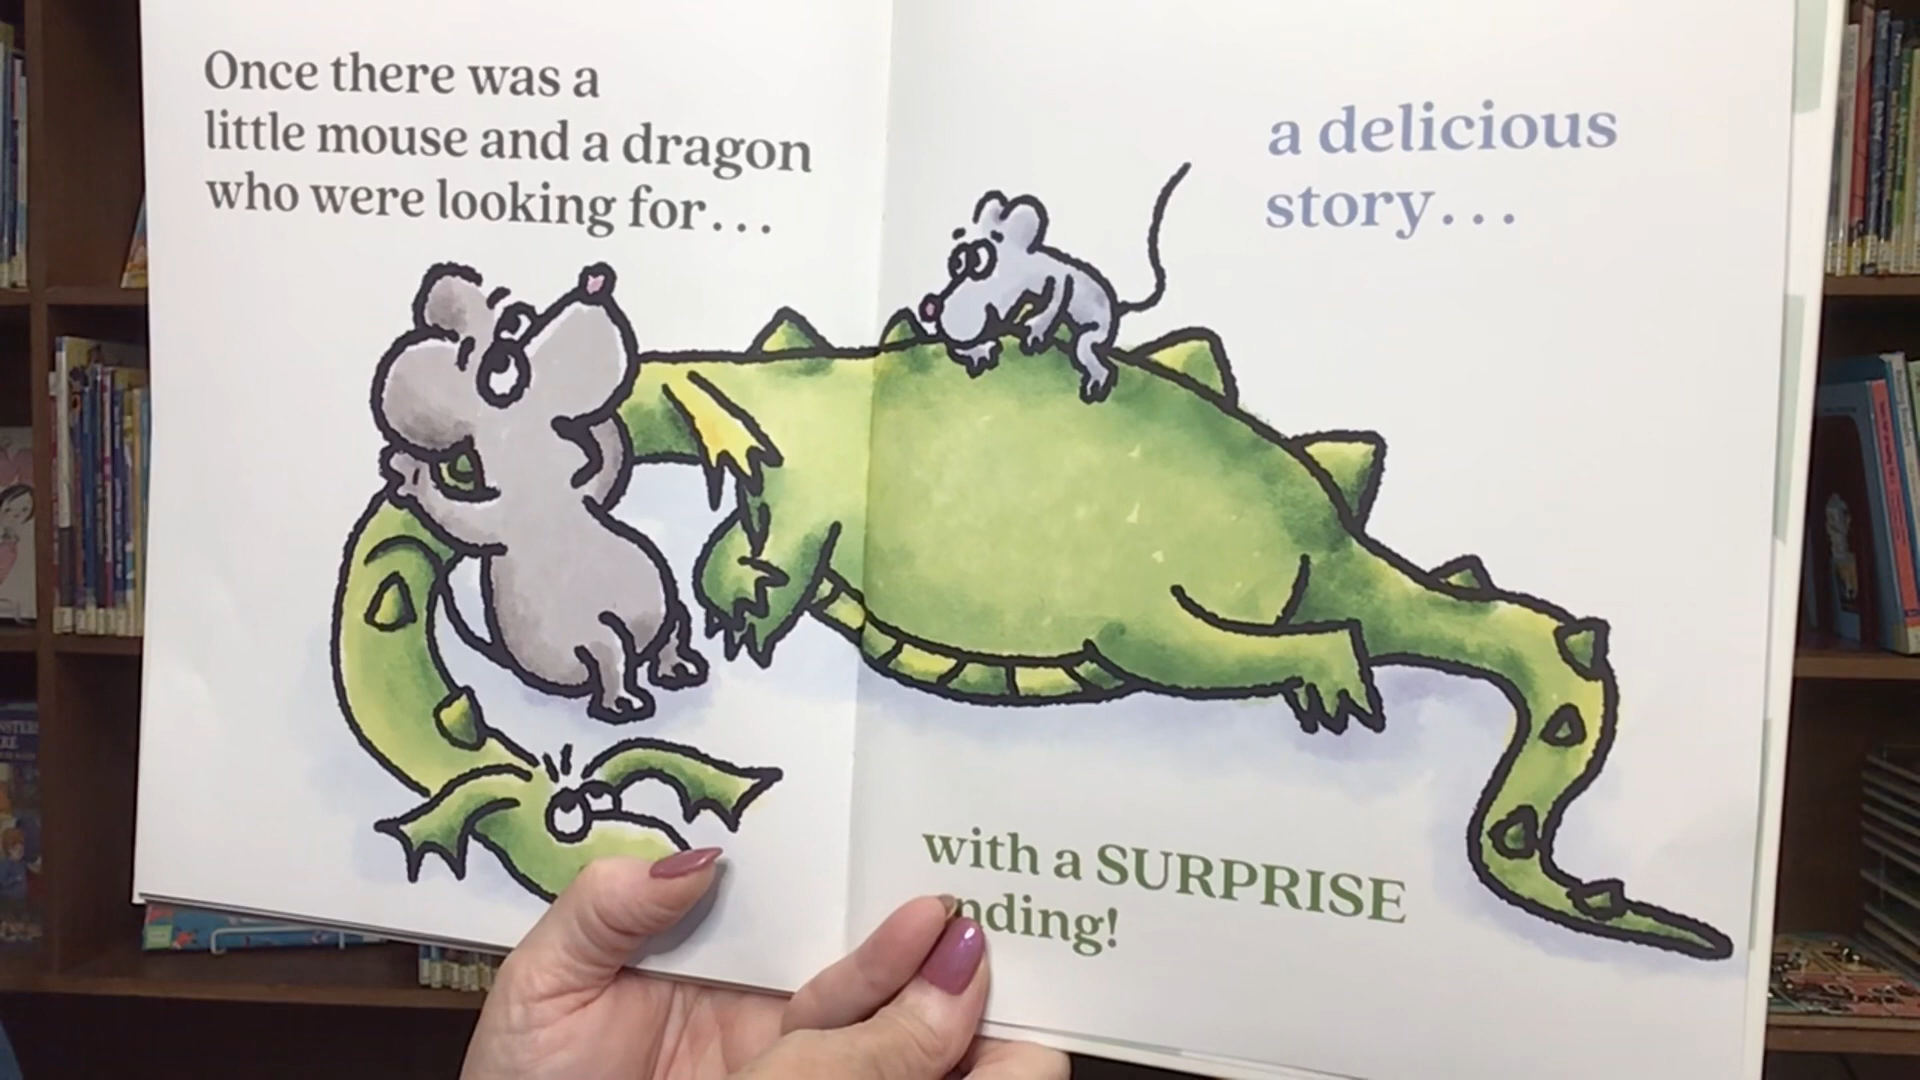 Once there was a
little mouse and a dragon
who were looking for...
a delicious
story...
with a SURPRISE
nding!